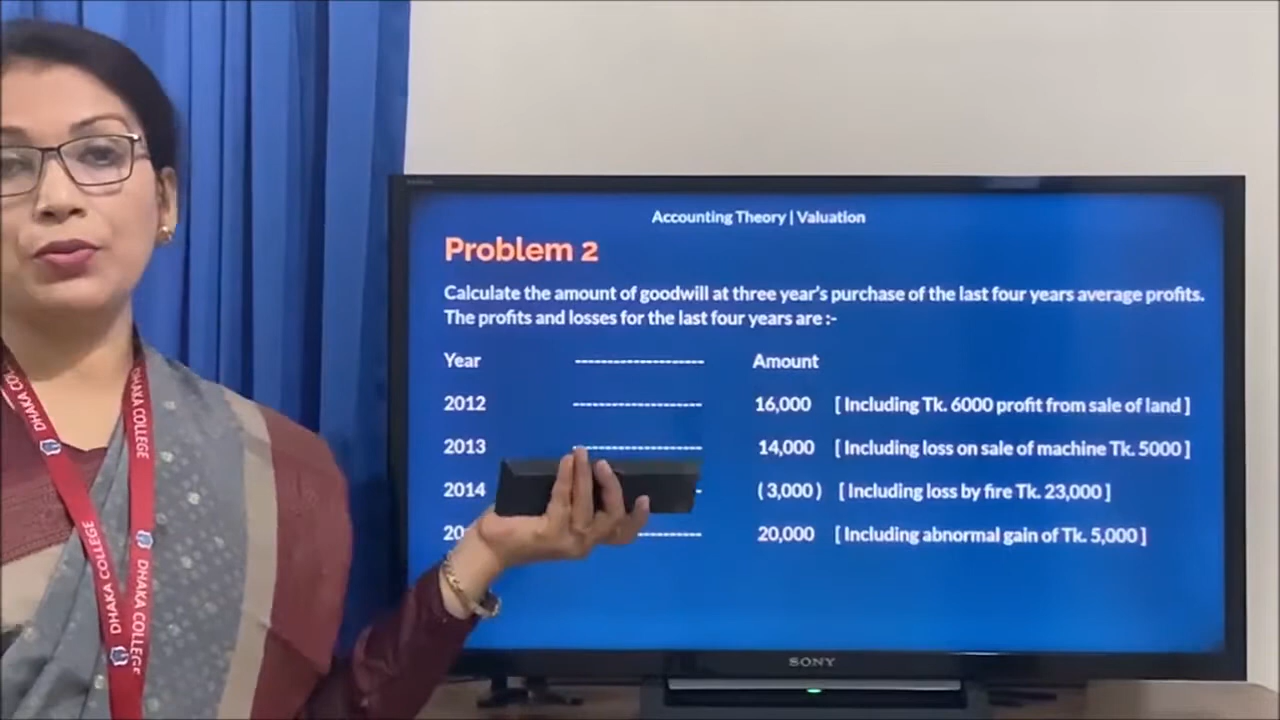 Accounting Theory | Valuation
Problem 2
Calculate the amount of goodwill at three year's purchase of the last four years average profits.
The profits and losses for the last four years are :-
Year -------------------- Amount
2012 -------------------- 16,000 [ Including Tk. 6000 profit from sale of land ]
2013 -------------------- 14,000 [ Including loss on sale of machine Tk. 5000 ]
2014 - ( 3,000 ) [ Including loss by fire Tk. 23,000 ]
20 ---------- 20,000 [ Including abnormal gain of Tk. 5,000 ]
SONY
DHAKA COLLEGE
DHAKA COLLEGE
DHAKA COLLEGE
DHAKA COLLEGE